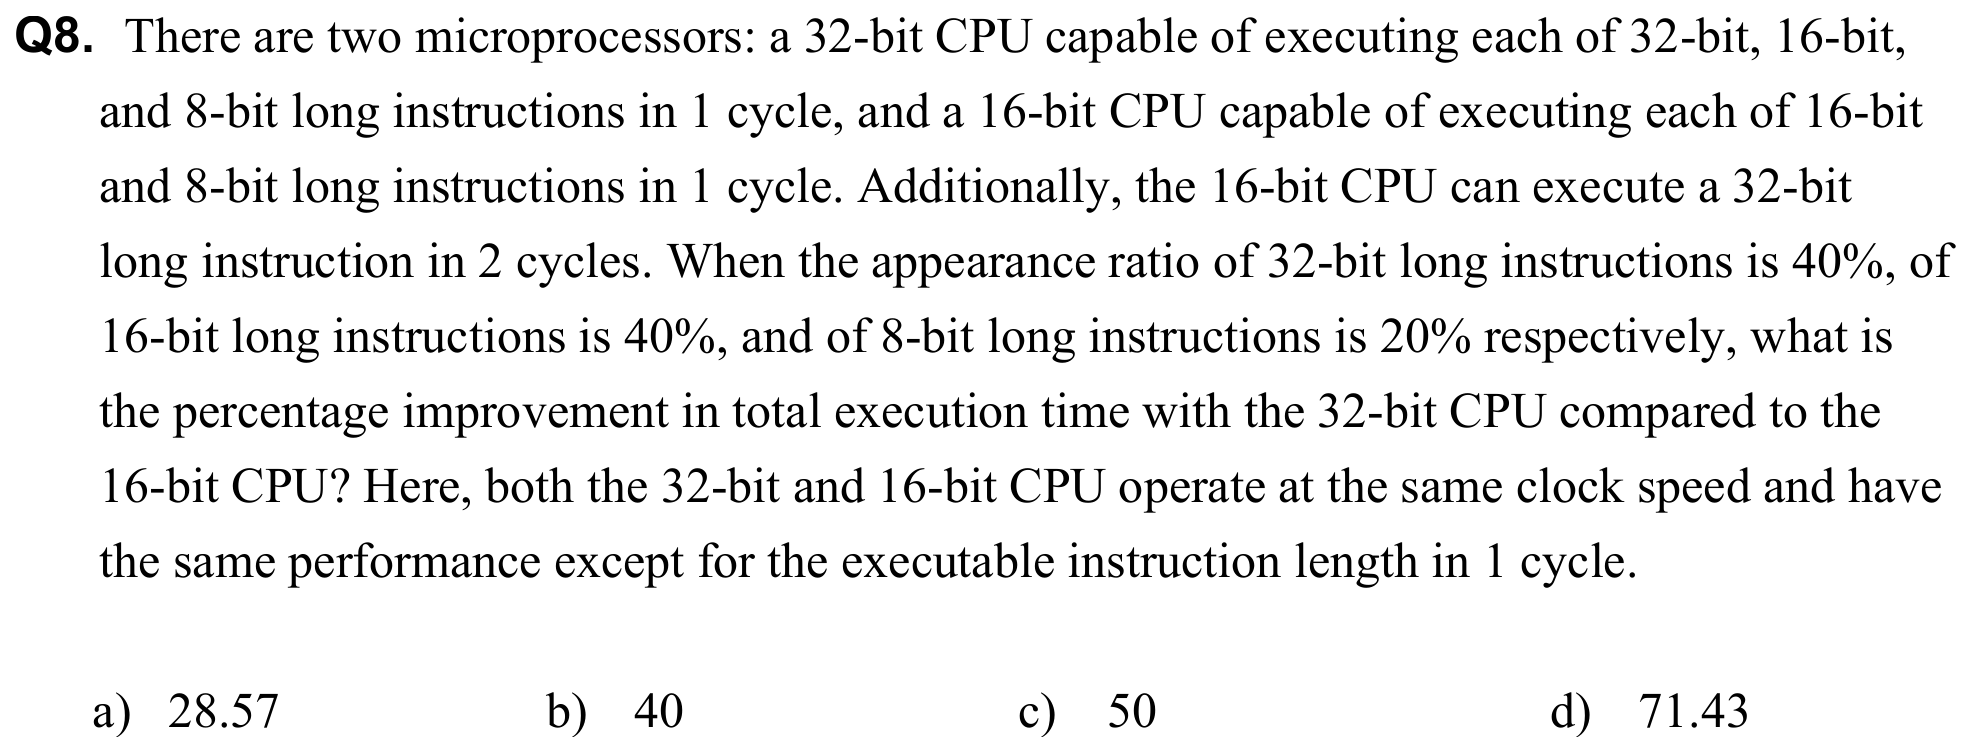 Q8. There are two microprocessors: a 32-bit CPU capable of executing each of 32-bit, 16-bit,
and 8-bit long instructions in 1 cycle, and a 16-bit CPU capable of executing each of 16-bit
and 8-bit long instructions in 1 cycle. Additionally, the 16-bit CPU can execute a 32-bit
long instruction in 2 cycles. When the appearance ratio of 32-bit long instructions is 40%, of
16-bit long instructions is 40%, and of 8-bit long instructions is 20% respectively, what is
the percentage improvement in total execution time with the 32-bit CPU compared to the
16-bit CPU? Here, both the 32-bit and 16-bit CPU operate at the same clock speed and have
the same performance except for the executable instruction length in 1 cycle.
a) 28.57 b) 40 c) 50 d) 71.43